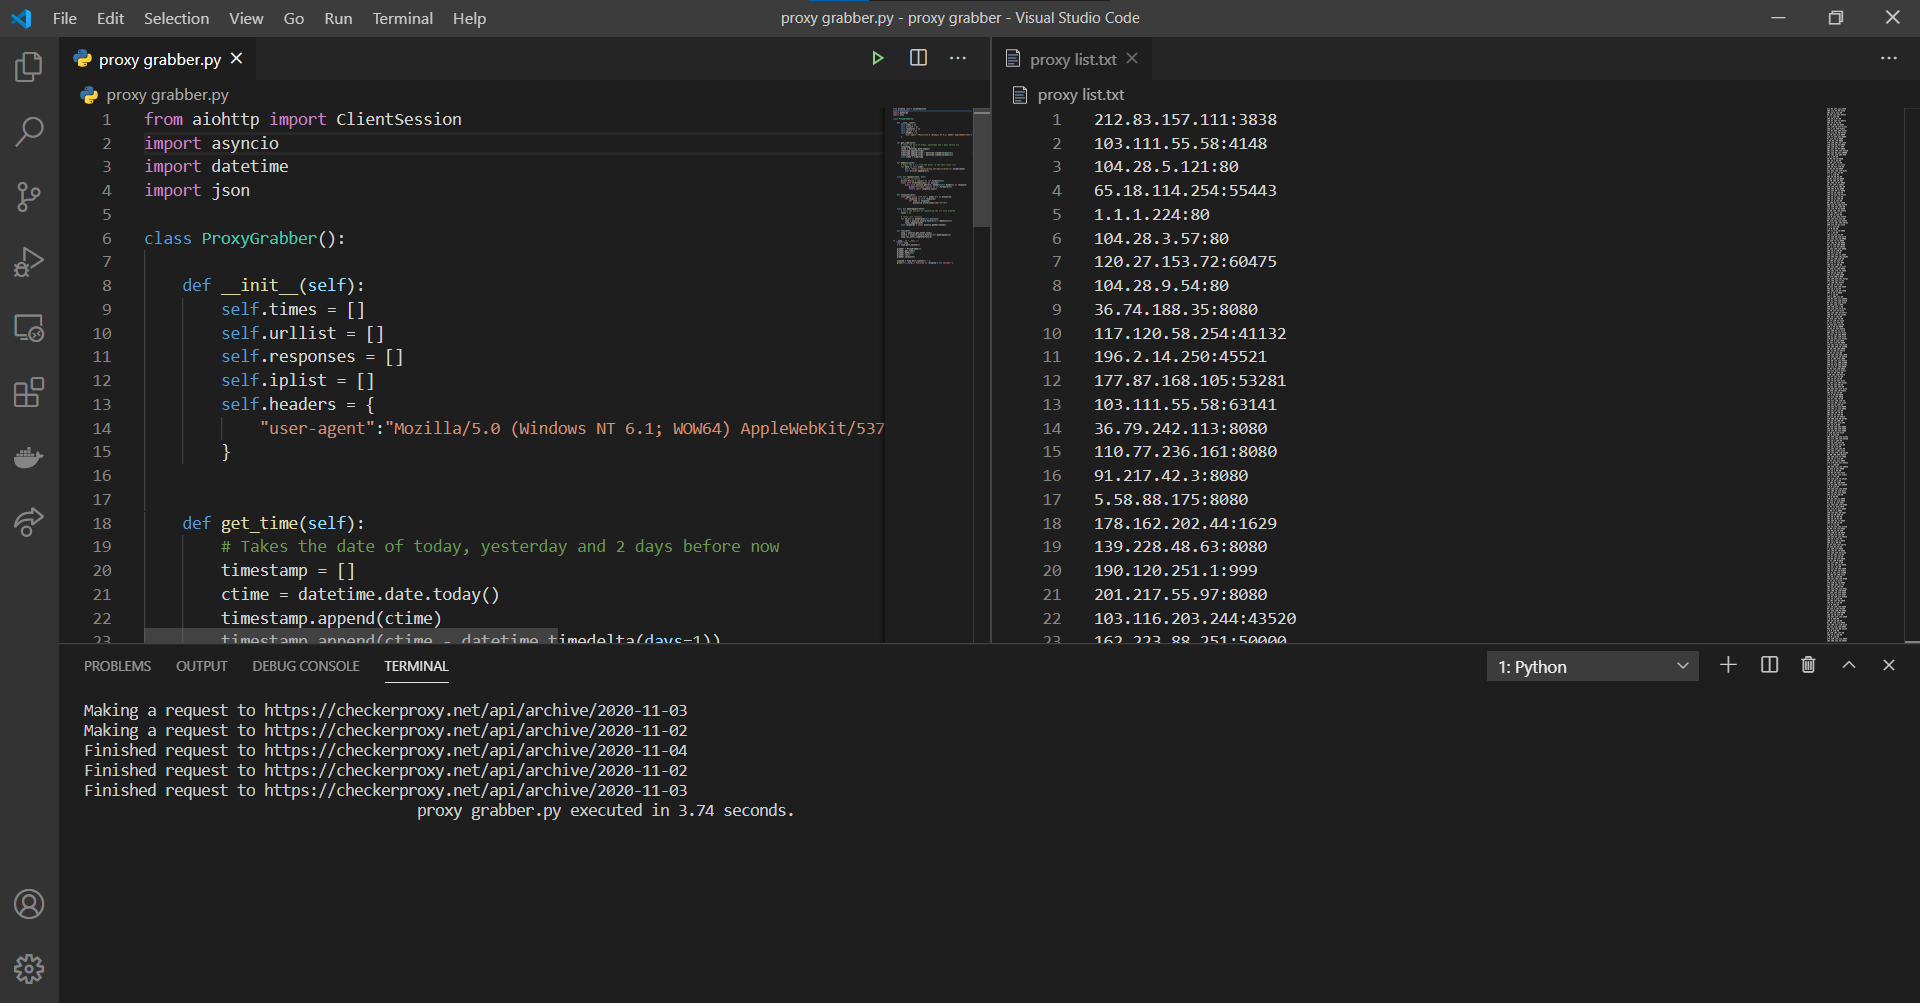 File Edit Selection View Go Run Terminal Help
proxy grabber.py - proxy grabber - Visual Studio Code
proxy grabber.py
proxy grabber.py
1 from aiohttp import ClientSession
2 import asyncio
3 import datetime
4 import json
5
6 class ProxyGrabber():
7
8 def __init__(self):
9 self.times = []
10 self.urllist = []
11 self.responses = []
12 self.iplist = []
13 self.headers = {
14 "user-agent":"Mozilla/5.0 (Windows NT 6.1; WOW64) AppleWebKit/537
15 }
16
17
18 def get_time(self):
19 # Takes the date of today, yesterday and 2 days before now
20 timestamp = []
21 ctime = datetime.date.today()
22 timestamp.append(ctime)
23 timestamp.append(ctime - datetime.timedelta(days=1))
proxy list.txt
proxy list.txt
1 212.83.157.111:3838
2 103.111.55.58:4148
3 104.28.5.121:80
4 65.18.114.254:55443
5 1.1.1.224:80
6 104.28.3.57:80
7 120.27.153.72:60475
8 104.28.9.54:80
9 36.74.188.35:8080
10 117.120.58.254:41132
11 196.2.14.250:45521
12 177.87.168.105:53281
13 103.111.55.58:63141
14 36.79.242.113:8080
15 110.77.236.161:8080
16 91.217.42.3:8080
17 5.58.88.175:8080
18 178.162.202.44:1629
19 139.228.48.63:8080
20 190.120.251.1:999
21 201.217.55.97:8080
22 103.116.203.244:43520
23 162.223.88.251:50000
PROBLEMS OUTPUT DEBUG CONSOLE TERMINAL
1: Python
Making a request to https://checkerproxy.net/api/archive/2020-11-03
Making a request to https://checkerproxy.net/api/archive/2020-11-02
Finished request to https://checkerproxy.net/api/archive/2020-11-04
Finished request to https://checkerproxy.net/api/archive/2020-11-02
Finished request to https://checkerproxy.net/api/archive/2020-11-03
proxy grabber.py executed in 3.74 seconds.